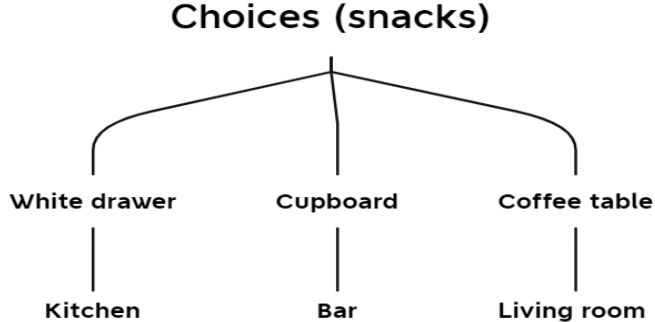 Choices (snacks)
White drawer Cupboard Coffee table
Kitchen Bar Living room